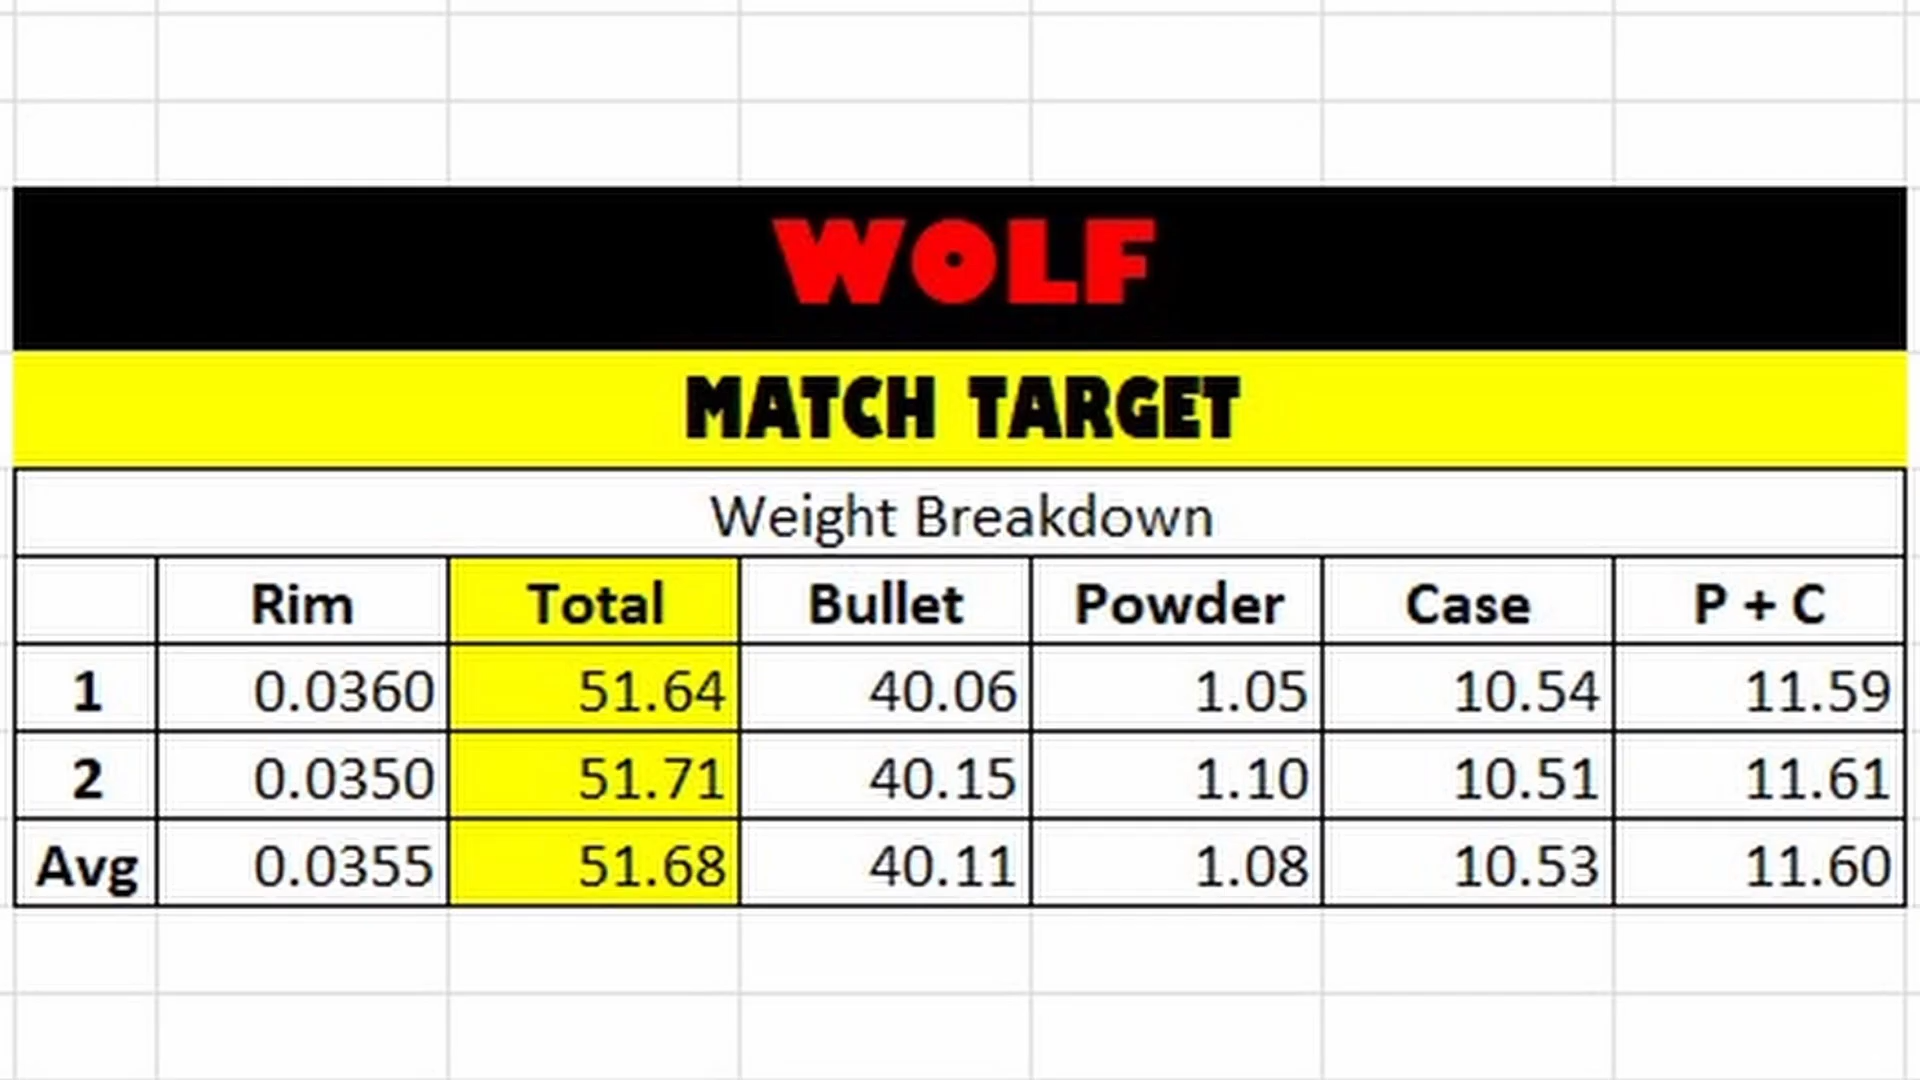 WOLF
MATCH TARGET
Weight Breakdown
Rim Total Bullet Powder Case P + C
1 0.0360 51.64 40.06 1.05 10.54 11.59
2 0.0350 51.71 40.15 1.10 10.51 11.61
Avg 0.0355 51.68 40.11 1.08 10.53 11.60